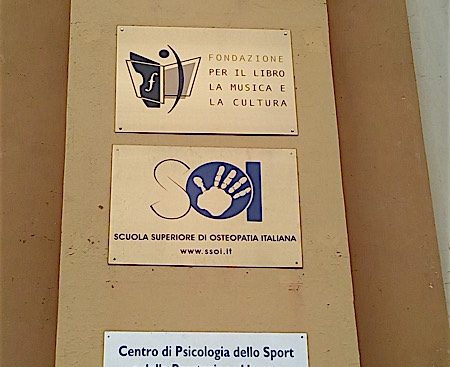 f
FONDAZIONE
PER IL LIBRO
LA MUSICA E
LA CULTURA
SOI
SCUOLA SUPERIORE DI OSTEOPATIA ITALIANA
www.ssoi.it
Centro di Psicologia dello Sport